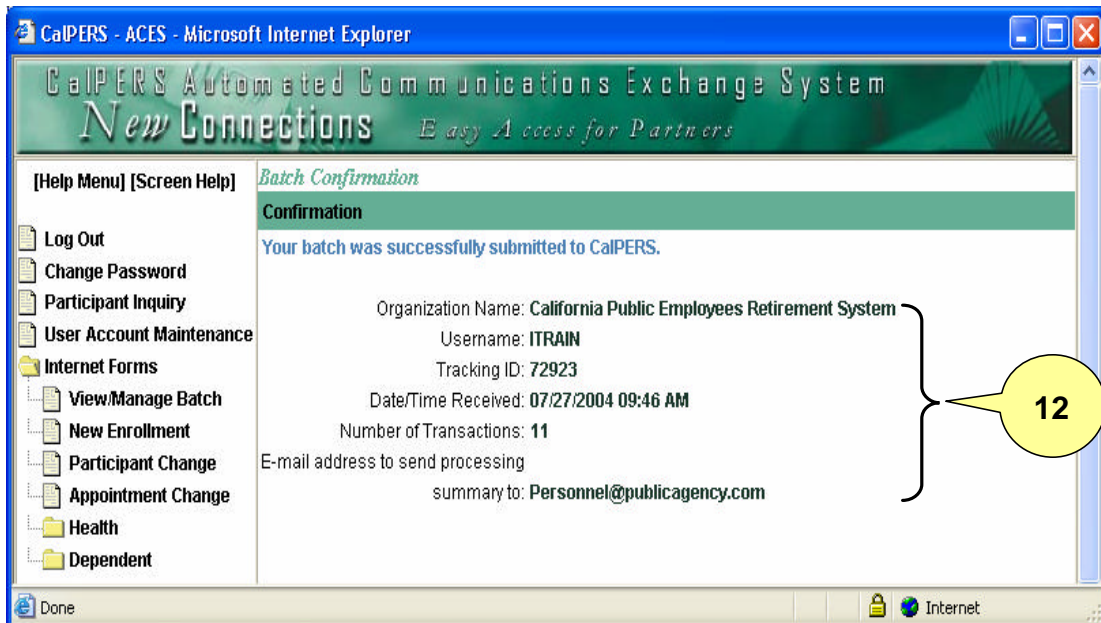 CalPERS - ACES - Microsoft Internet Explorer
CalPERS Automated Communications Exchange System
New Connections Easy Access for Partners
[Help Menu] [Screen Help]
Log Out
Change Password
Participant Inquiry
User Account Maintenance
Internet Forms
View/Manage Batch
New Enrollment
Participant Change
Appointment Change
Health
Dependent
Batch Confirmation
Confirmation
Your batch was successfully submitted to CalPERS.
Organization Name: California Public Employees Retirement System
Username: ITRAIN
Tracking ID: 72923
Date/Time Received: 07/27/2004 09:46 AM
Number of Transactions: 11
E-mail address to send processing
summary to: Personnel@publicagency.com
12
Done
Internet